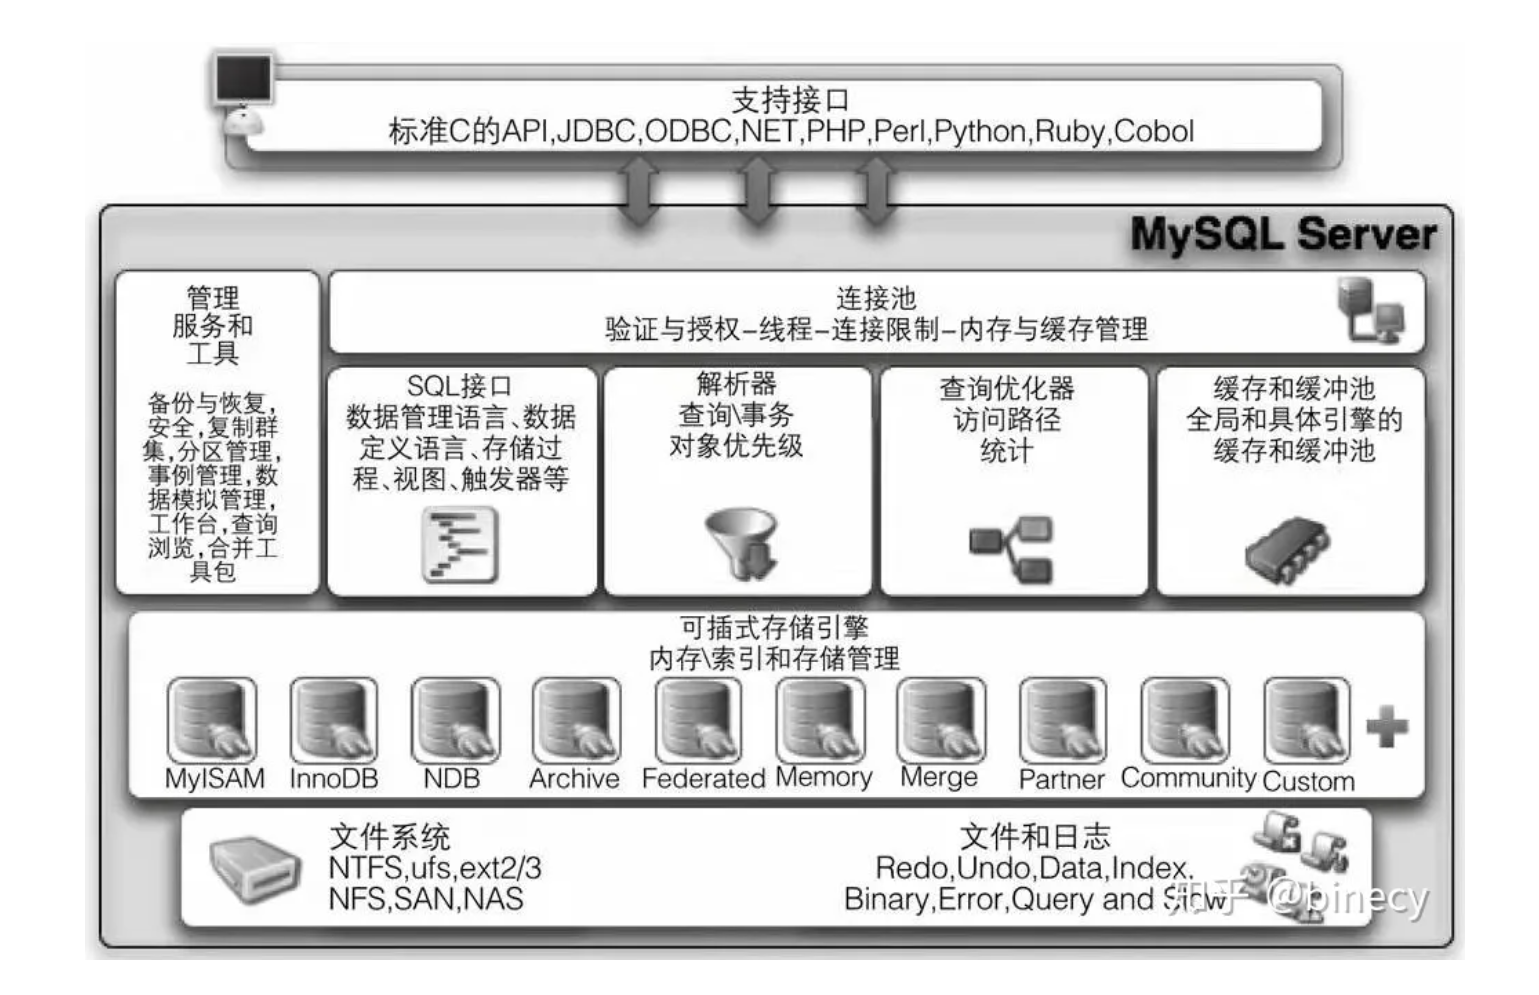 支持接口
标准C的API,JDBC,ODBC,NET,PHP,Perl,Python,Ruby,Cobol
MySQL Server
管理
服务和
工具
备份与恢复,
安全,复制群
集,分区管理,
事例管理,数
据模拟管理,
工作台,查询
浏览,合并工
具包
连接池
验证与授权–线程–连接限制–内存与缓存管理
SQL接口
数据管理语言、数据
定义语言、存储过
程、视图、触发器等
解析器
查询\事务
对象优先级
查询优化器
访问路径
统计
缓存和缓冲池
全局和具体引擎的
缓存和缓冲池
可插式存储引擎
内存\索引和存储管理
MyISAM
InnoDB
NDB
Archive
Federated
Memory
Merge
Partner
Community
Custom
文件系统
NTFS,ufs,ext2/3
NFS,SAN,NAS
文件和日志
Redo,Undo,Data,Index.
Binary,Error,Query and Slow
知乎 @binecy